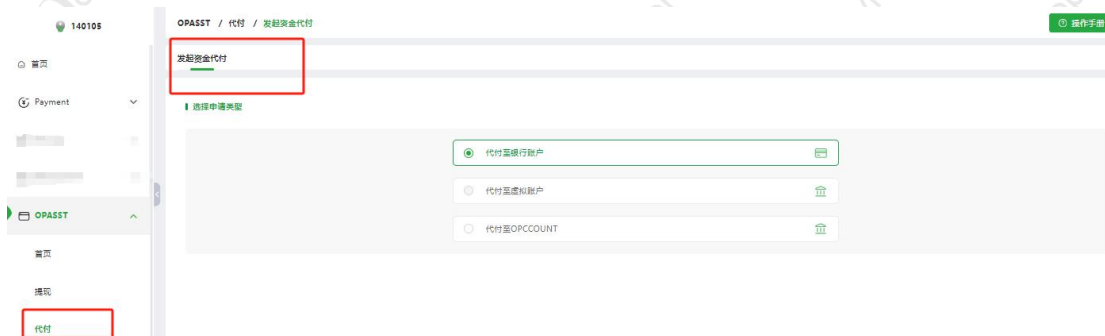 140105
OPASST / 代付 / 发起资金代付
操作手册
首页
发起资金代付
Payment
选择申请类型
代付至银行账户
代付至虚拟账户
OPASST
代付至OPCCOUNT
首页
提现
代付